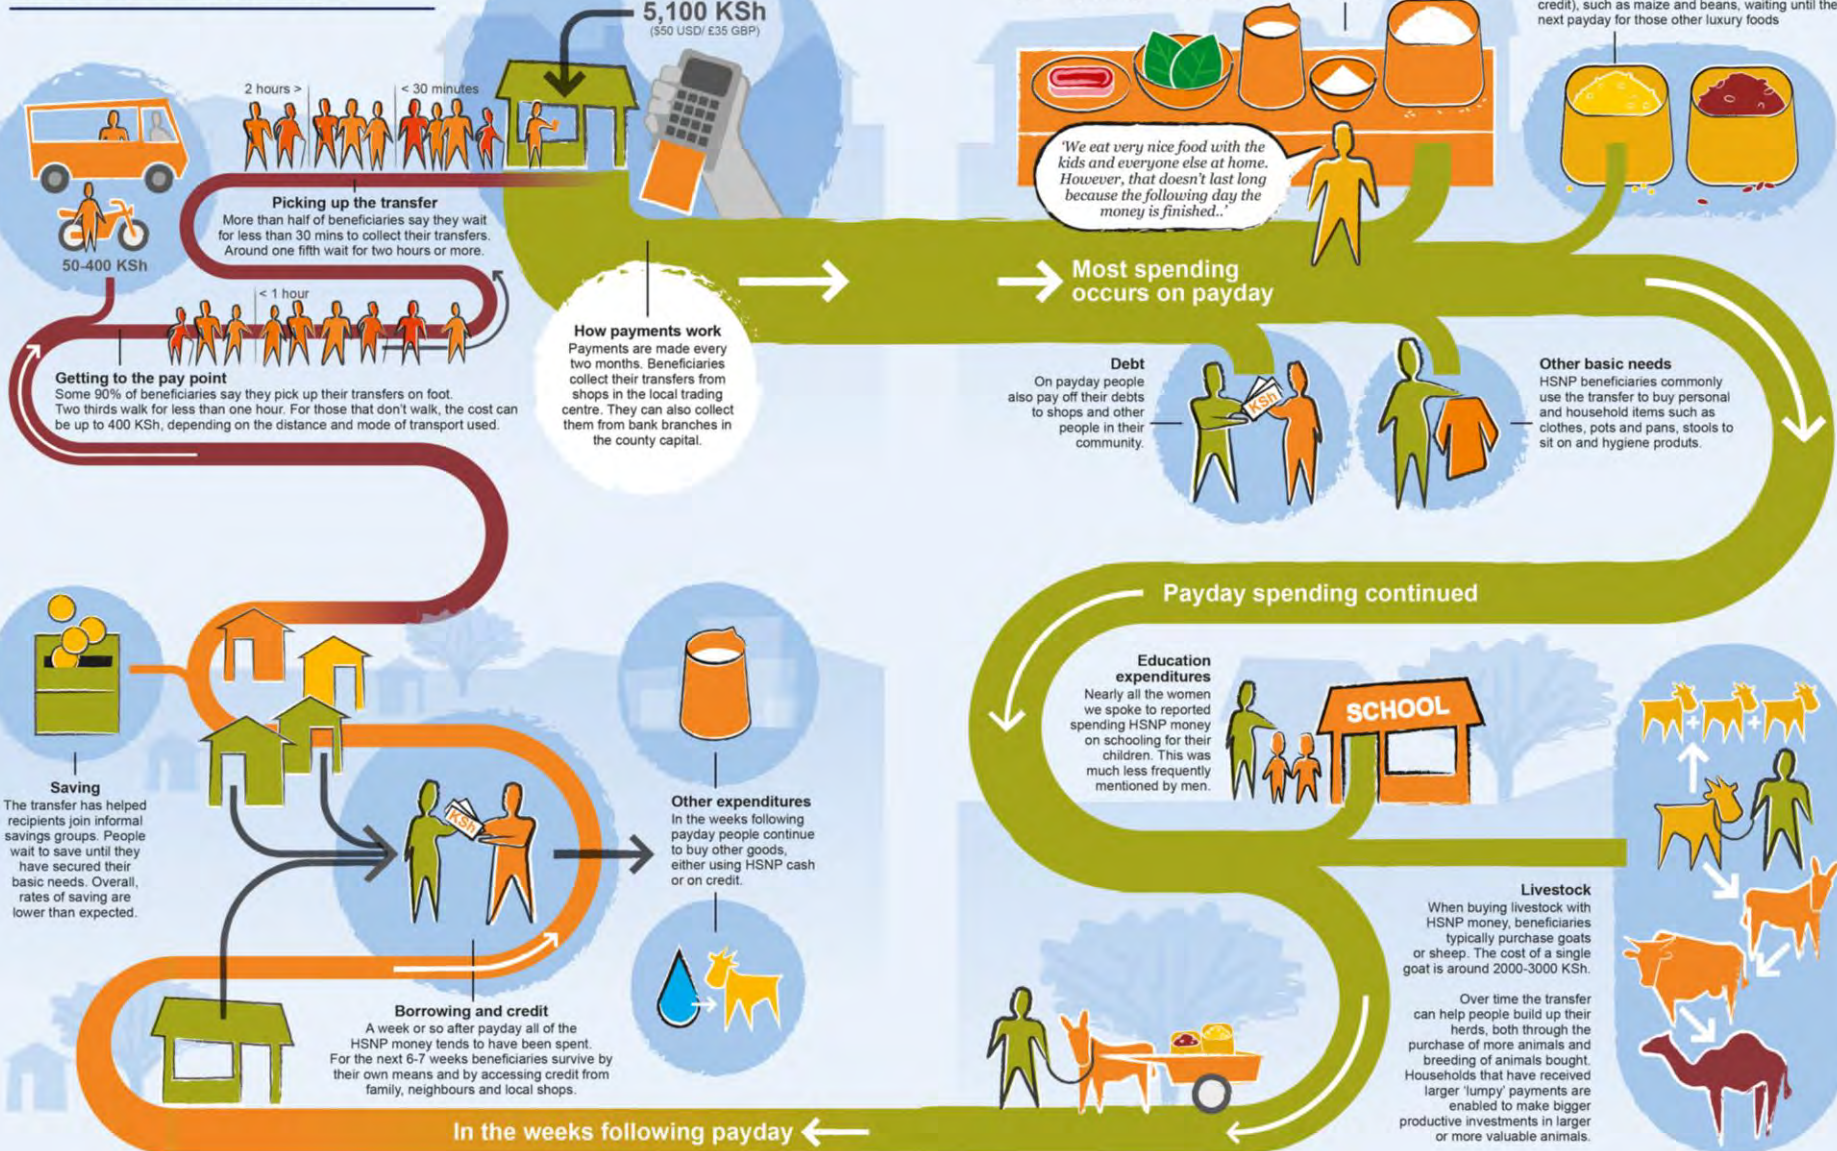 5,100 KSh
($50 USD/ £35 GBP)
credit), such as maize and beans, waiting until the
next payday for those other luxury foods
2 hours >
< 30 minutes
'We eat very nice food with the
kids and everyone else at home.
However, that doesn't last long
because the following day the
money is finished..'
Picking up the transfer
More than half of beneficiaries say they wait
for less than 30 mins to collect their transfers.
Around one fifth wait for two hours or more.
50-400 KSh
< 1 hour
Getting to the pay point
Some 90% of beneficiaries say they pick up their transfers on foot.
Two thirds walk for less than one hour. For those that don't walk, the cost can
be up to 400 KSh, depending on the distance and mode of transport used.
How payments work
Payments are made every
two months. Beneficiaries
collect their transfers from
shops in the local trading
centre. They can also collect
them from bank branches in
the county capital.
Most spending
occurs on payday
Debt
On payday people
also pay off their debts
to shops and other
people in their
community.
KSh
Other basic needs
HSNP beneficiaries commonly
use the transfer to buy personal
and household items such as
clothes, pots and pans, stools to
sit on and hygiene produts.
Payday spending continued
Education
expenditures
Nearly all the women
we spoke to reported
spending HSNP money
on schooling for their
children. This was
much less frequently
mentioned by men.
SCHOOL
+ +
Livestock
When buying livestock with
HSNP money, beneficiaries
typically purchase goats
or sheep. The cost of a single
goat is around 2000-3000 KSh.
Over time the transfer
can help people build up their
herds, both through the
purchase of more animals and
breeding of animals bought.
Households that have received
larger 'lumpy' payments are
enabled to make bigger
productive investments in larger
or more valuable animals.
Saving
The transfer has helped
recipients join informal
savings groups. People
wait to save until they
have secured their
basic needs. Overall,
rates of saving are
lower than expected.
KSh
Other expenditures
In the weeks following
payday people continue
to buy other goods,
either using HSNP cash
or on credit.
Borrowing and credit
A week or so after payday all of the
HSNP money tends to have been spent.
For the next 6-7 weeks beneficiaries survive by
their own means and by accessing credit from
family, neighbours and local shops.
In the weeks following payday